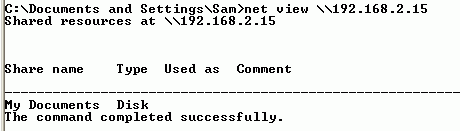 C:\Documents and Settings\Sam>net view \\192.168.2.15
Shared resources at \\192.168.2.15
Share name    Type  Used as  Comment
-------------------------------------------------------------------------------
My Documents  Disk
The command completed successfully.